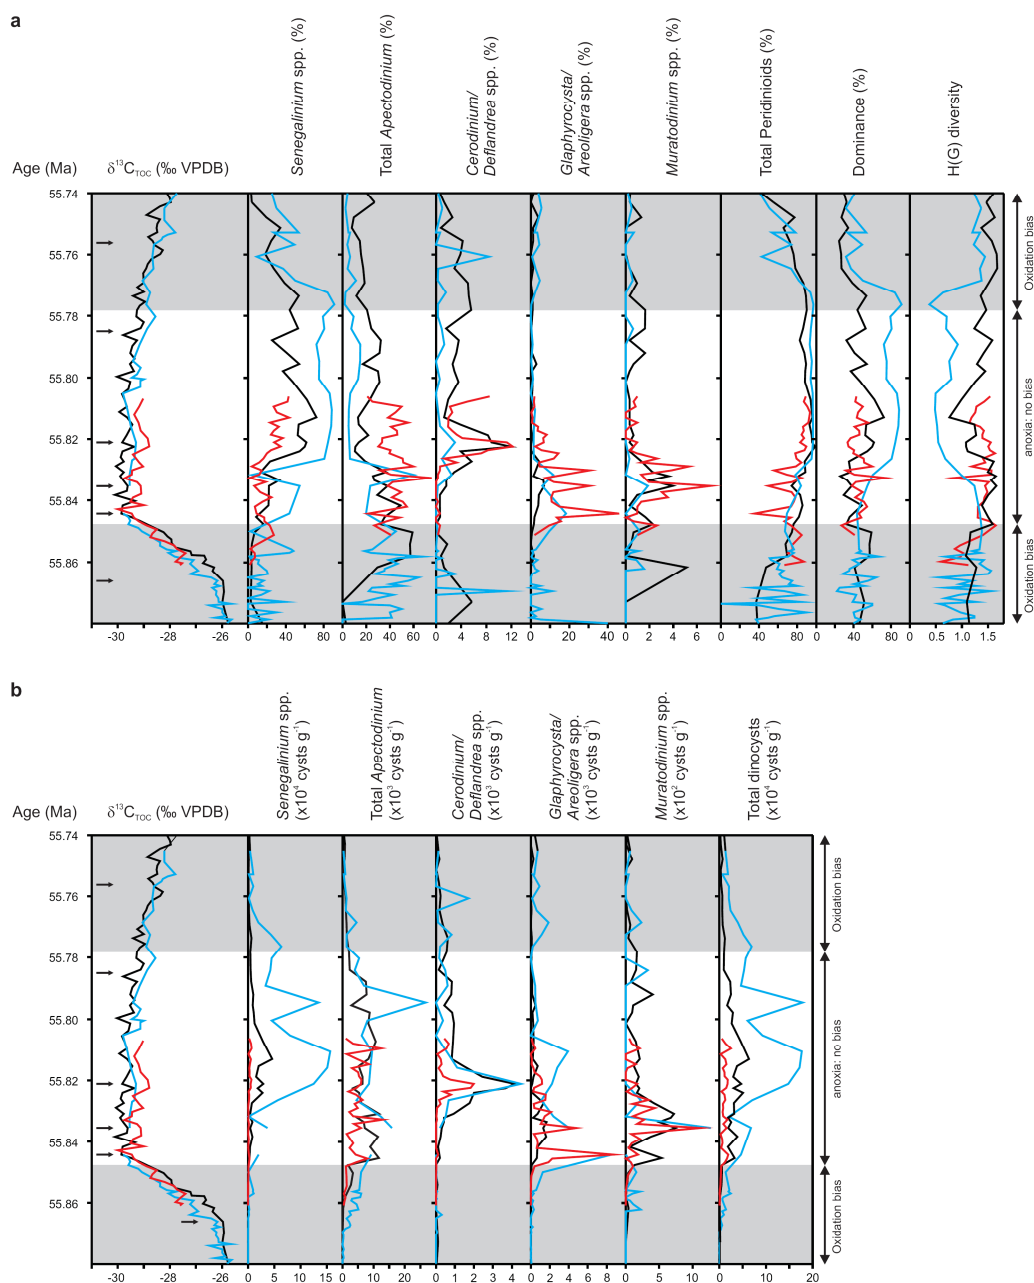 a
Senegalinium spp. (%)
Total Apectodinium (%)
Cerodinium/
Deflandrea spp. (%)
Glaphyrocysta/
Areoligera spp. (%)
Muratodinium spp. (%)
Total Peridinioids (%)
Dominance (%)
H(G) diversity
Age (Ma)
δ13CTOC (‰ VPDB)
55.74
55.76
55.78
55.80
55.82
55.84
55.86
Oxidation bias
anoxia: no bias
Oxidation bias
-30 -28 -26 0 40 80 0 20 40 60 0 4 8 12 0 20 40 0 2 4 6 0 40 80 0 40 80 0 0.5 1.0 1.5
b
Senegalinium spp.
(x104 cysts g-1)
Total Apectodinium
(x103 cysts g-1)
Cerodinium/
Deflandrea spp.
(x103 cysts g-1)
Glaphyrocysta/
Areoligera spp.
(x103 cysts g-1)
Muratodinium spp.
(x102 cysts g-1)
Total dinocysts
(x104 cysts g-1)
Age (Ma)
δ13CTOC (‰ VPDB)
55.74
55.76
55.78
55.80
55.82
55.84
55.86
Oxidation bias
anoxia: no bias
Oxidation bias
-30 -28 -26 0 5 10 15 0 10 20 0 1 2 3 4 0 2 4 6 8 0 5 10 0 10 20